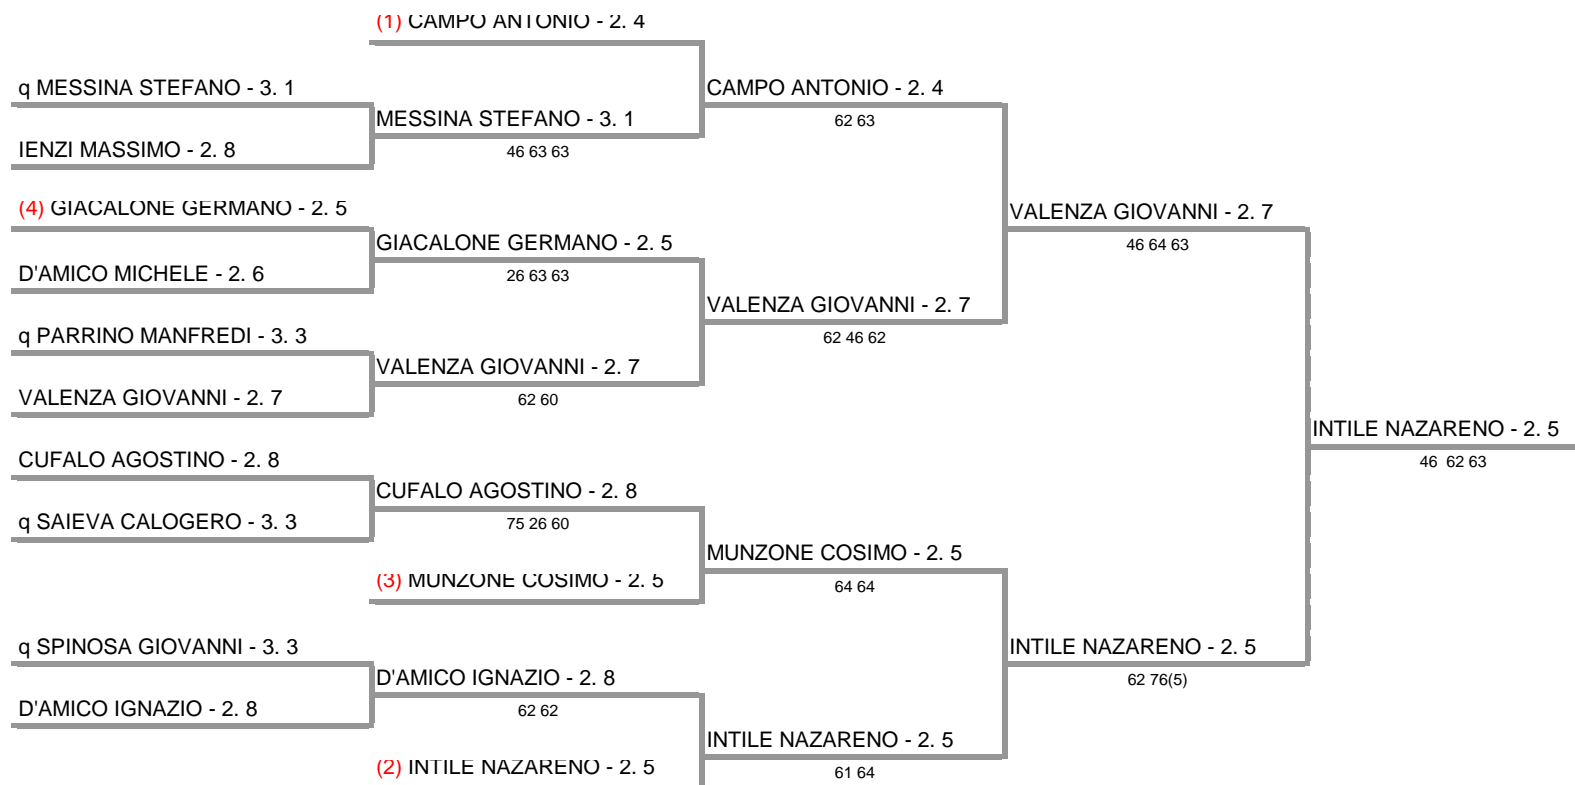 (1) CAMPO ANTONIO - 2. 4
q MESSINA STEFANO - 3. 1
CAMPO ANTONIO - 2. 4
MESSINA STEFANO - 3. 1
62 63
IENZI MASSIMO - 2. 8
46 63 63
(4) GIACALONE GERMANO - 2. 5
VALENZA GIOVANNI - 2. 7
GIACALONE GERMANO - 2. 5
46 64 63
D'AMICO MICHELE - 2. 6
26 63 63
VALENZA GIOVANNI - 2. 7
q PARRINO MANFREDI - 3. 3
62 46 62
VALENZA GIOVANNI - 2. 7
VALENZA GIOVANNI - 2. 7
62 60
INTILE NAZARENO - 2. 5
CUFALO AGOSTINO - 2. 8
46  62 63
CUFALO AGOSTINO - 2. 8
q SAIEVA CALOGERO - 3. 3
75 26 60
MUNZONE COSIMO - 2. 5
(3) MUNZONE COSIMO - 2. 5
64 64
q SPINOSA GIOVANNI - 3. 3
INTILE NAZARENO - 2. 5
D'AMICO IGNAZIO - 2. 8
62 76(5)
D'AMICO IGNAZIO - 2. 8
62 62
INTILE NAZARENO - 2. 5
(2) INTILE NAZARENO - 2. 5
61 64